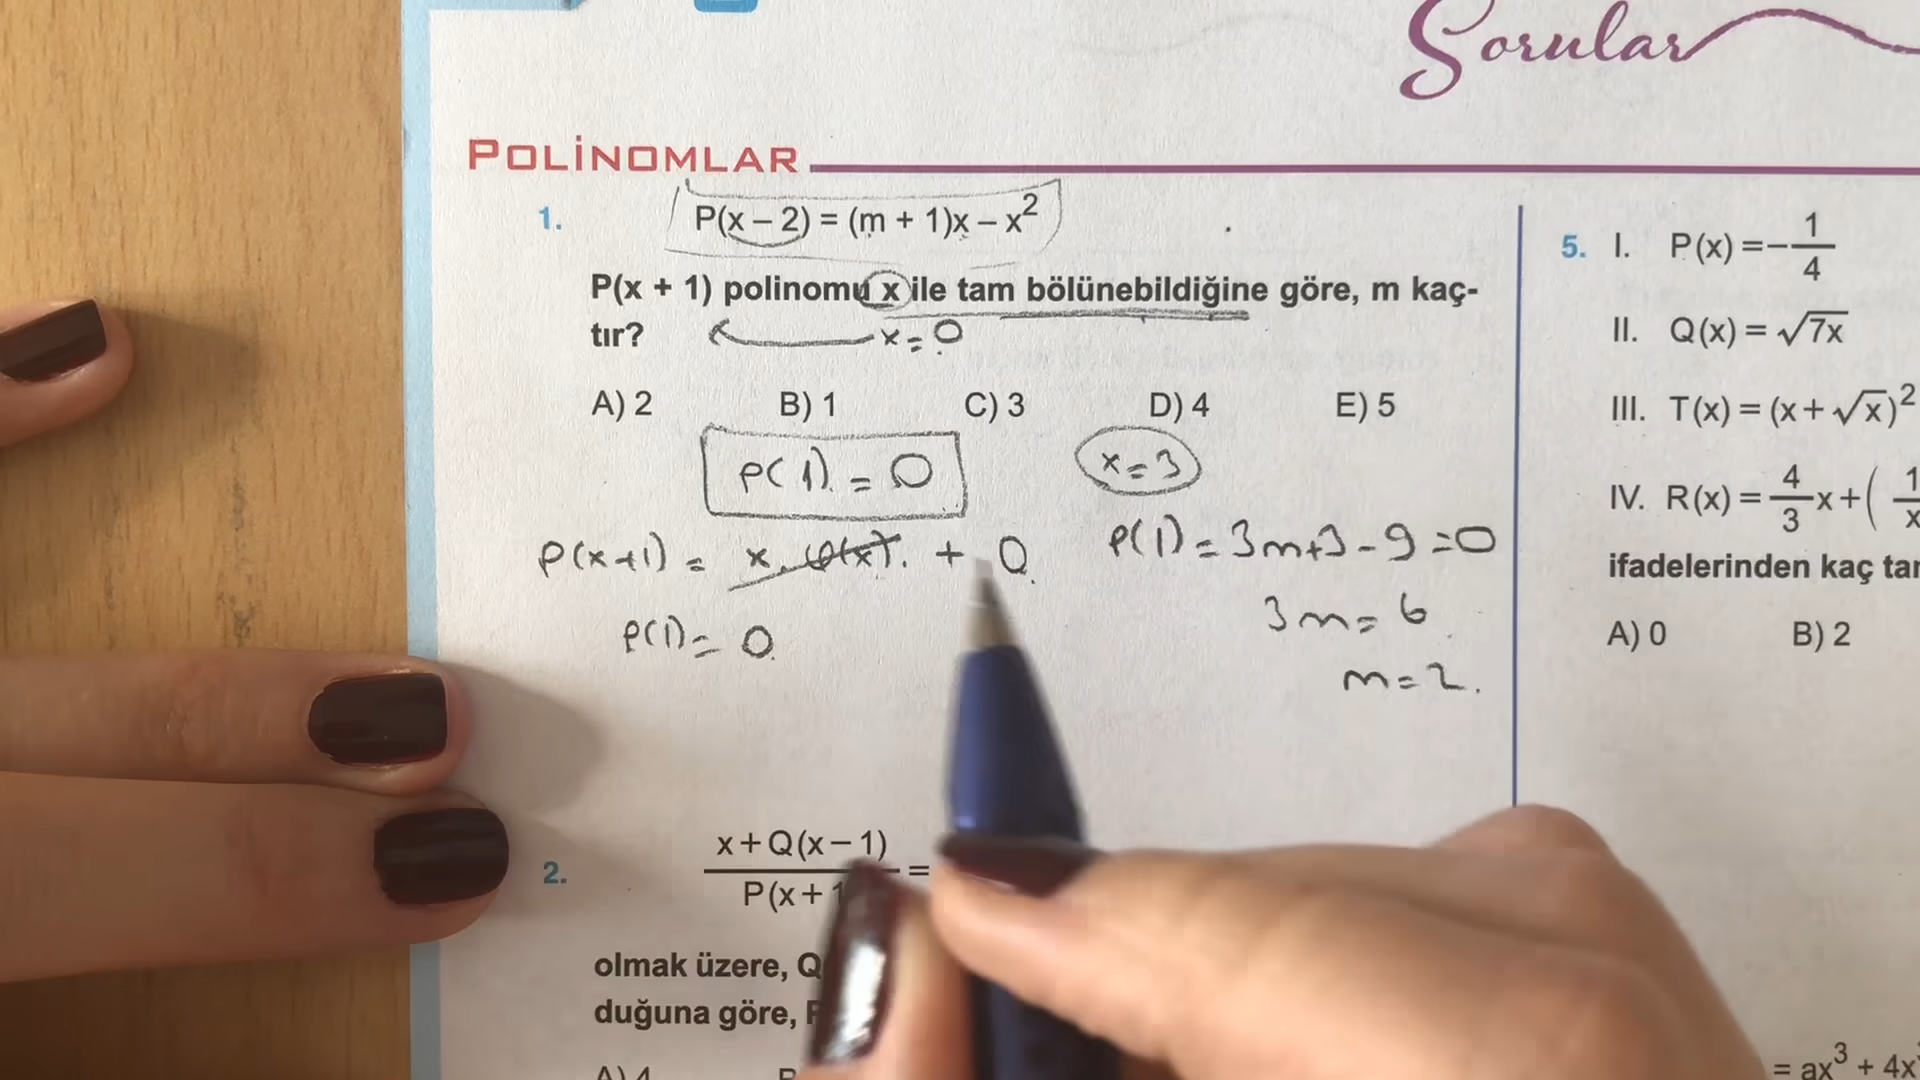 Sorular
POLİNOMLAR
1. P(x – 2) = (m + 1)x – x²
P(x + 1) polinomu x ile tam bölünebildiğine göre, m kaç-
tır?
x = 0
A) 2 B) 1 C) 3 D) 4 E) 5
P(1) = 0
x = 3
P(x+1) = x . Q(x) . + 0
P(1) = 0
P(1) = 3m+3-9=0
3m = 6
m = 2.
2. x + Q(x – 1)
P(x +
=
olmak üzere, Q
duğuna göre,
A) 4
5. I. P(x) = – 1/4
II. Q(x) = √7x
III. T(x) = (x + √x)²
IV. R(x) = 4/3 x + ( 1/x
ifadelerinden kaç
A) 0 B) 2
= ax³ + 4x